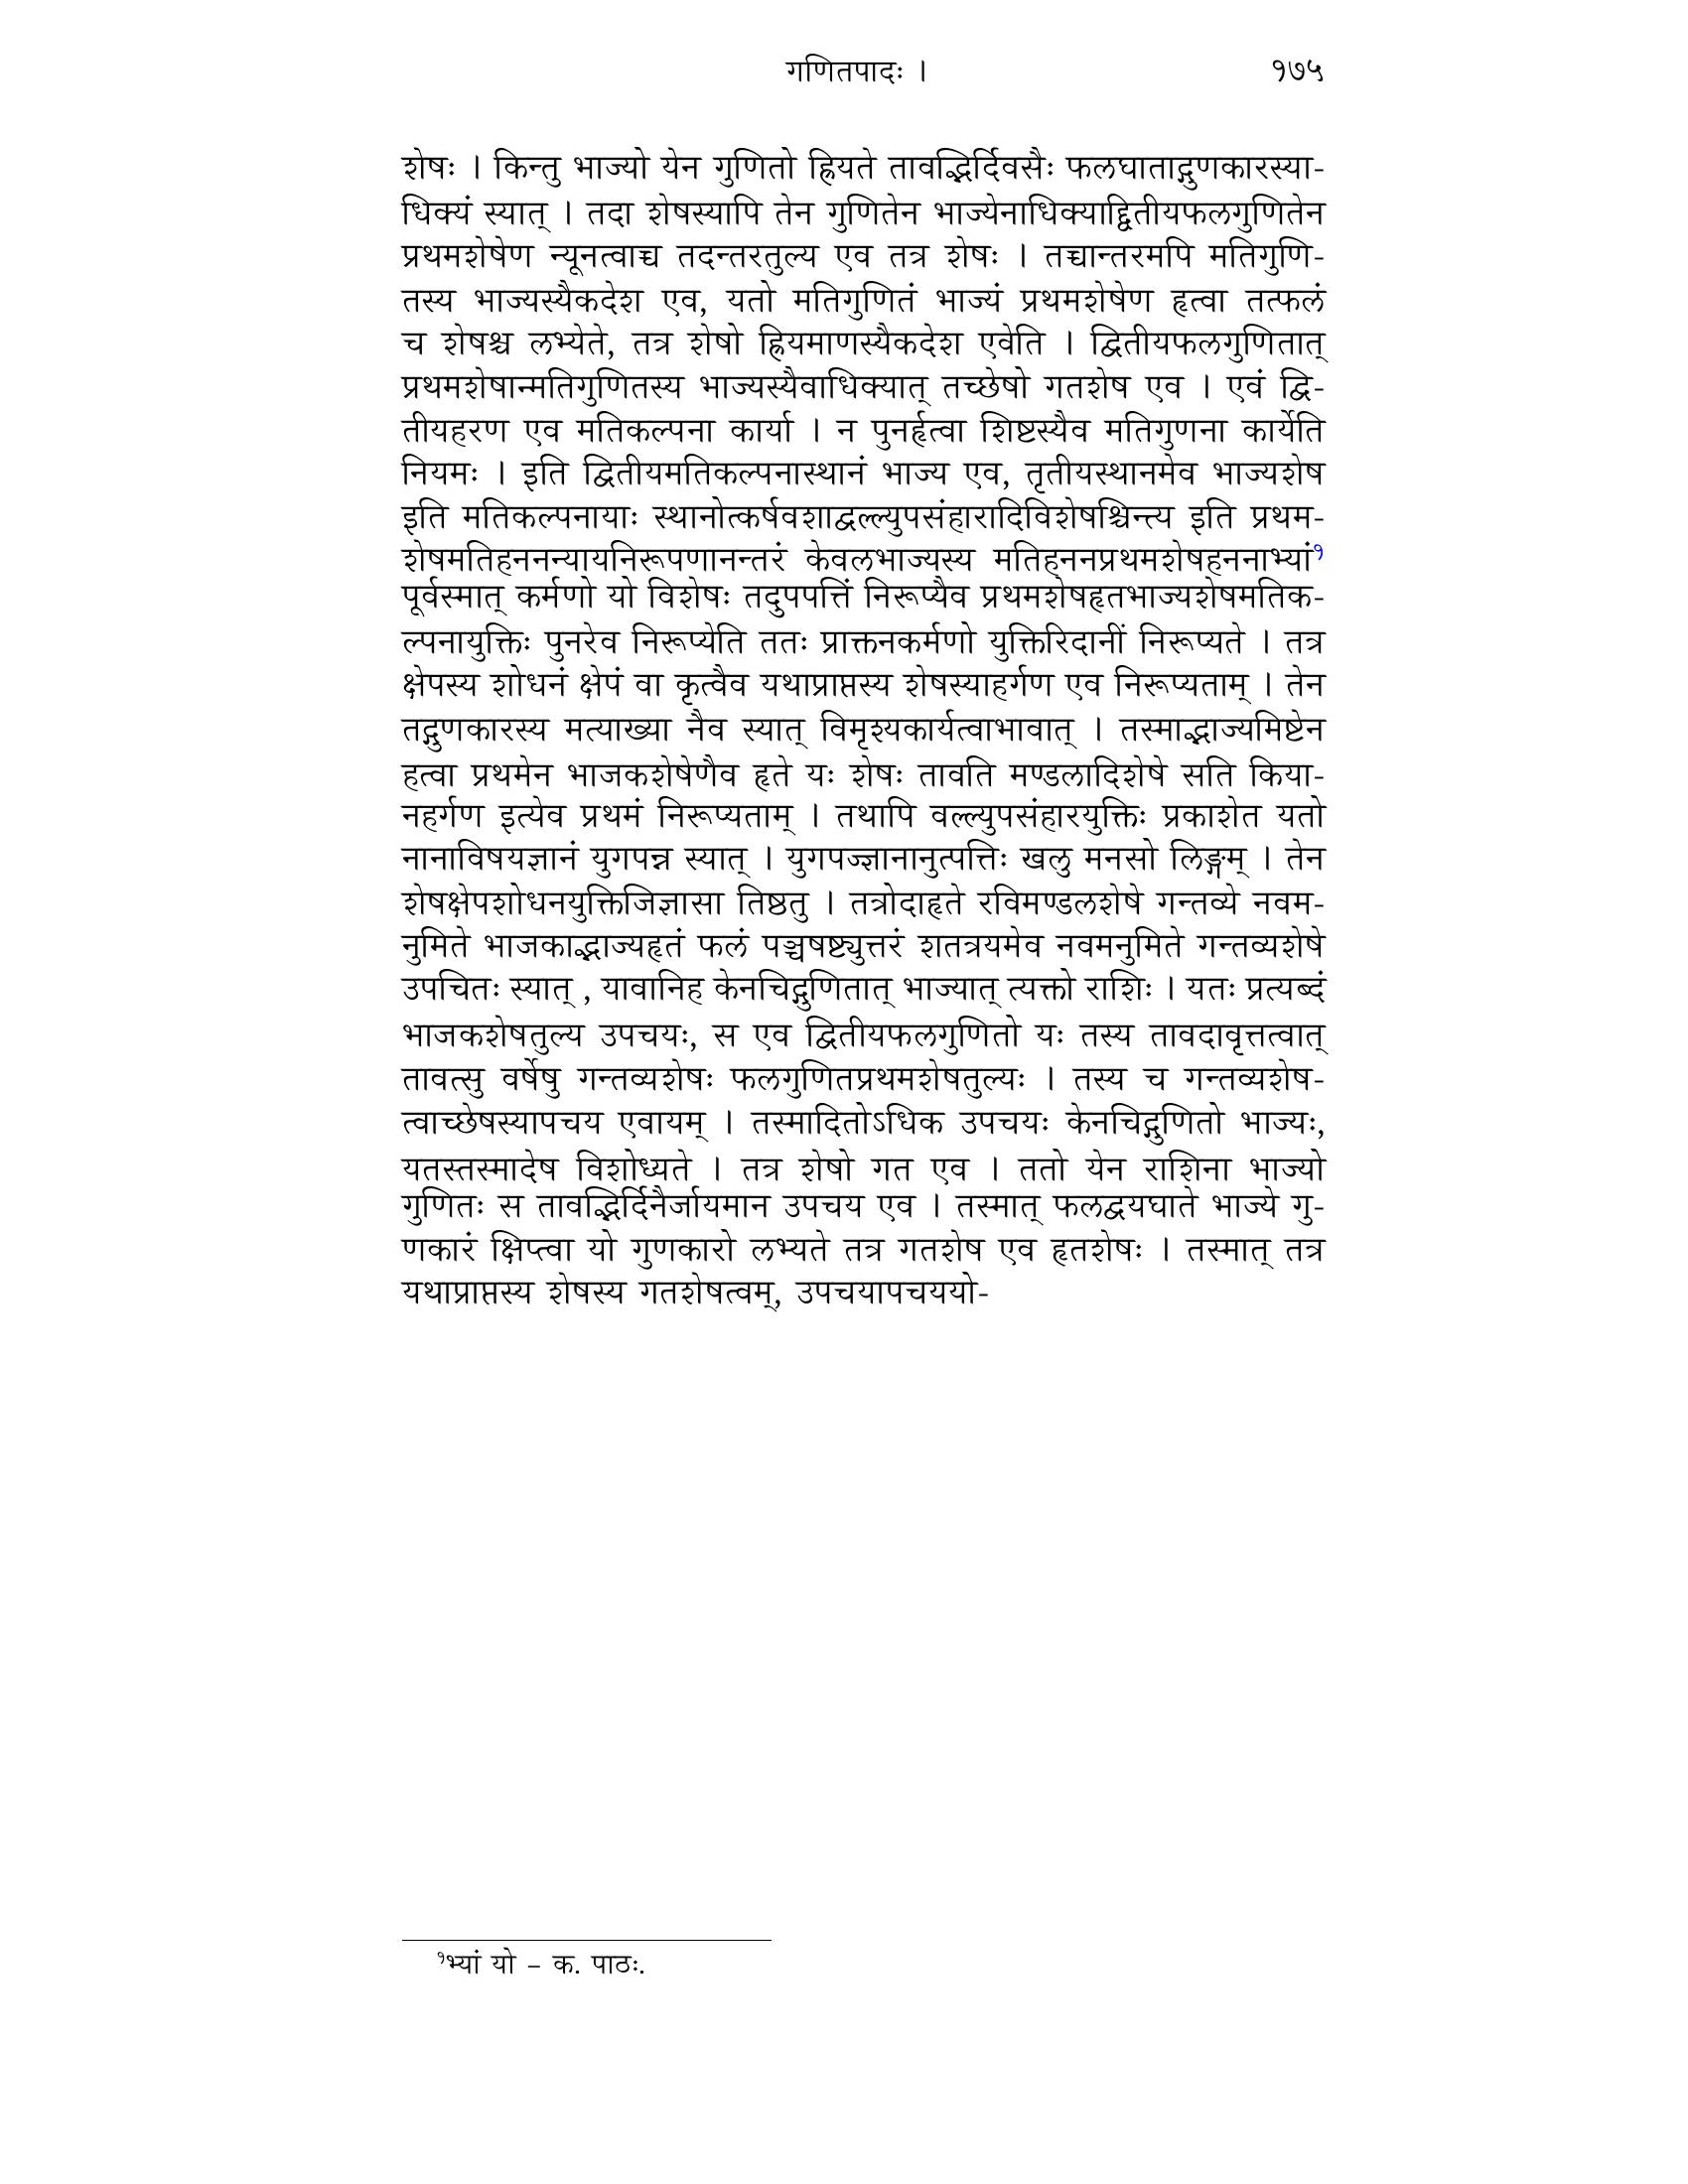 गणितपादः । १७५
शेषः । किन्तु भाज्यो येन गुणितो ह्रियते तावद्भिर्दिवसैः फलघाताद्गुणकारस्या-
धिक्यं स्यात् । तदा शेषस्यापि तेन गुणितेन भाज्येनाधिक्याद्द्वितीयफलगुणितेन
प्रथमशेषेण न्यूनत्वाच्च तदन्तरतुल्य एव तत्र शेषः । तच्चान्तरमपि मतिगुणि-
तस्य भाज्यस्यैकदेश एव, यतो मतिगुणितं भाज्यं प्रथमशेषेण हृत्वा तत्फलं
च शेषश्च लभ्येते, तत्र शेषो ह्रियमाणस्यैकदेश एवेति । द्वितीयफलगुणितात्
प्रथमशेषान्मतिगुणितस्य भाज्यस्यैवाधिक्यात् तच्छेषो गतशेष एव । एवं द्वि-
तीयहरण एव मतिकल्पना कार्या । न पुनर्हृत्वा शिष्टस्यैव मतिगुणना कार्येति
नियमः । इति द्वितीयमतिकल्पनास्थानं भाज्य एव, तृतीयस्थानमेव भाज्यशेष
इति मतिकल्पनायाः स्थानोत्कर्षवशाद्वल्ल्युपसंहारादिविशेषश्चिन्त्य इति प्रथम-
शेषमतिहननन्यायनिरूपणानन्तरं केवलभाज्यस्य मतिहननप्रथमशेषहननाभ्यां१
पूर्वस्मात् कर्मणो यो विशेषः तदुपपत्तिं निरूप्यैव प्रथमशेषहृतभाज्यशेषमतिक-
ल्पनायुक्तिः पुनरेव निरूप्येति ततः प्राक्तनकर्मणो युक्तिरिदानीं निरूप्यते । तत्र
क्षेपस्य शोधनं क्षेपं वा कृत्वैव यथाप्राप्तस्य शेषस्याहर्गण एव निरूप्यताम् । तेन
तद्गुणकारस्य मत्याख्या नैव स्यात् विमृश्यकार्यत्वाभावात् । तस्माद्भाज्यमिष्टेन
हत्वा प्रथमेन भाजकशेषेणैव हृते यः शेषः तावति मण्डलादिशेषे सति किया-
नहर्गण इत्येव प्रथमं निरूप्यताम् । तथापि वल्ल्युपसंहारयुक्तिः प्रकाशेत यतो
नानाविषयज्ञानं युगपन्न स्यात् । युगपज्ज्ञानानुत्पत्तिः खलु मनसो लिङ्गम् । तेन
शेषक्षेपशोधनयुक्तिजिज्ञासा तिष्ठतु । तत्रोदाहृते रविमण्डलशेषे गन्तव्ये नवम-
नुमिते भाजकाद्भाज्यहृतं फलं पञ्चषष्ट्युत्तरं शतत्रयमेव नवमनुमिते गन्तव्यशेषे
उपचितः स्यात् , यावानिह केनचिद्गुणितात् भाज्यात् त्यक्तो राशिः । यतः प्रत्यब्दं
भाजकशेषतुल्य उपचयः, स एव द्वितीयफलगुणितो यः तस्य तावदावृत्तत्वात्
तावत्सु वर्षेषु गन्तव्यशेषः फलगुणितप्रथमशेषतुल्यः । तस्य च गन्तव्यशेष-
त्वाच्छेषस्यापचय एवायम् । तस्मादितोऽधिक उपचयः केनचिद्गुणितो भाज्यः,
यतस्तस्मादेष विशोध्यते । तत्र शेषो गत एव । ततो येन राशिना भाज्यो
गुणितः स तावद्भिर्दिनैर्जायमान उपचय एव । तस्मात् फलद्वयघाते भाज्ये गु-
णकारं क्षिप्त्वा यो गुणकारो लभ्यते तत्र गतशेष एव हृतशेषः । तस्मात् तत्र
यथाप्राप्तस्य शेषस्य गतशेषत्वम्, उपचयापचययो-
१भ्यां यो – क. पाठः.